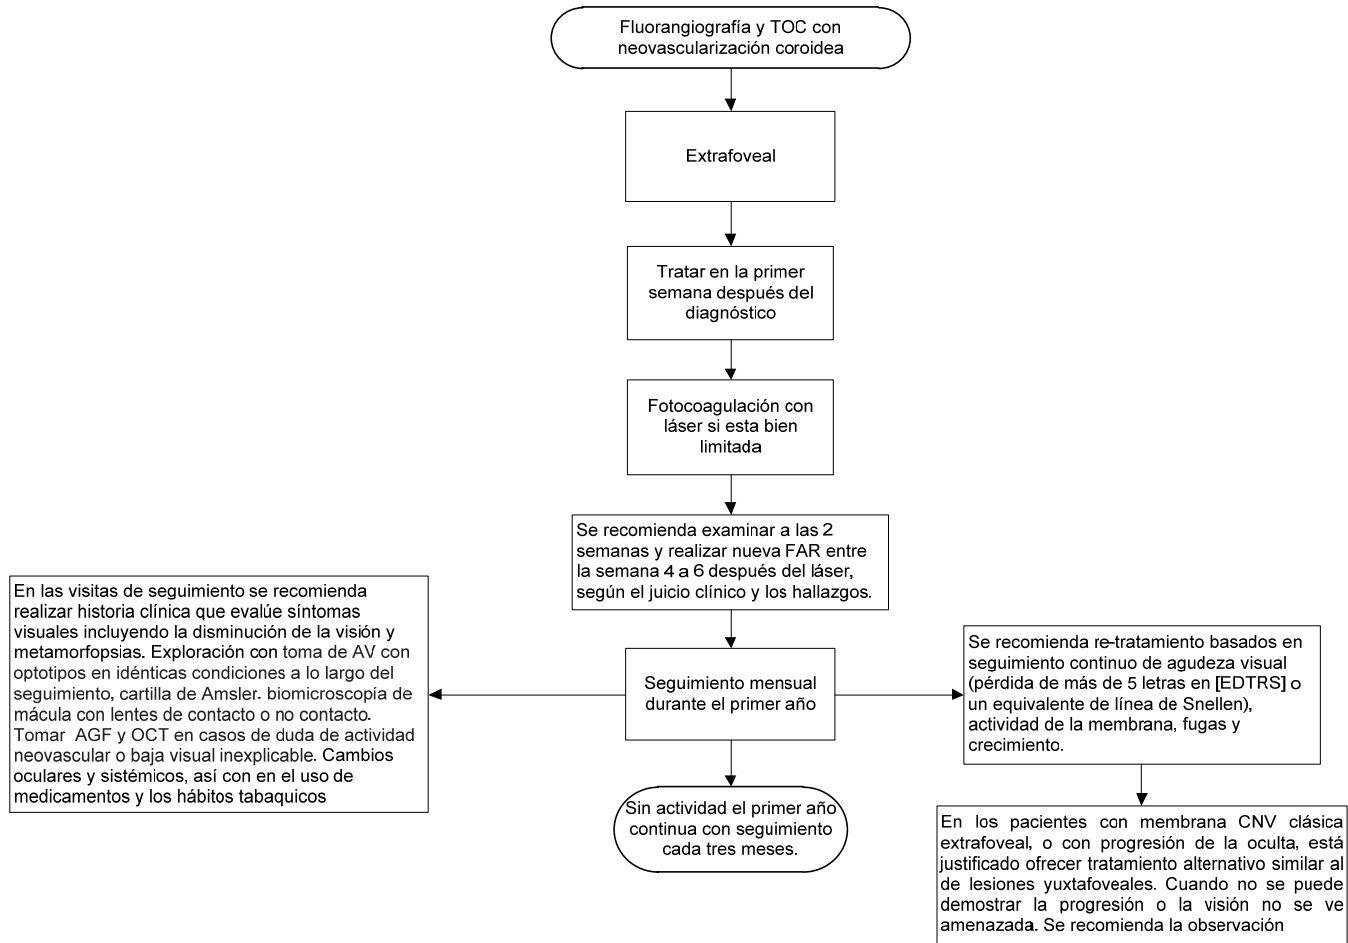 Fluorangiografía y TOC con
neovascularización coroidea
Extrafoveal
Tratar en la primer
semana después del
diagnóstico
Fotocoagulación con
láser si esta bien
limitada
Se recomienda examinar a las 2
semanas y realizar nueva FAR entre
la semana 4 a 6 después del láser,
según el juicio clínico y los hallazgos.
En las visitas de seguimiento se recomienda
realizar historia clínica que evalúe síntomas
visuales incluyendo la disminución de la visión y
metamorfopsias. Exploración con toma de AV con
optotipos en idénticas condiciones a lo largo del
seguimiento, cartilla de Amsler. biomicroscopía de
mácula con lentes de contacto o no contacto.
Tomar AGF y OCT en casos de duda de actividad
neovascular o baja visual inexplicable. Cambios
oculares y sistémicos, así con en el uso de
medicamentos y los hábitos tabaquicos
Seguimiento mensual
durante el primer año
Se recomienda re-tratamiento basados en
seguimiento continuo de agudeza visual
(pérdida de más de 5 letras en [EDTRS] o
un equivalente de línea de Snellen),
actividad de la membrana, fugas y
crecimiento.
Sin actividad el primer año
continua con seguimiento
cada tres meses.
En los pacientes con membrana CNV clásica
extrafoveal, o con progresión de la oculta, está
justificado ofrecer tratamiento alternativo similar al
de lesiones yuxtafoveales. Cuando no se puede
demostrar la progresión o la visión no se ve
amenazada. Se recomienda la observación